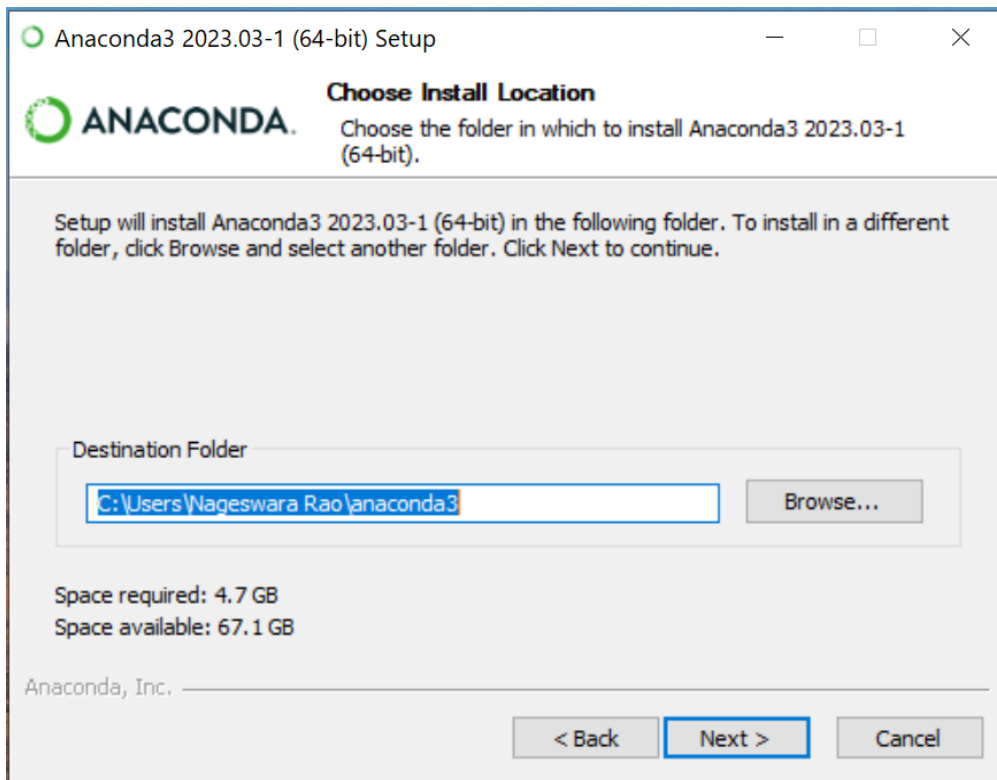 Anaconda3 2023.03-1 (64-bit) Setup
ANACONDA.
Choose Install Location
Choose the folder in which to install Anaconda3 2023.03-1
(64-bit).
Setup will install Anaconda3 2023.03-1 (64-bit) in the following folder. To install in a different
folder, click Browse and select another folder. Click Next to continue.
Destination Folder
C:\Users\Nageswara Rao\anaconda3
Browse...
Space required: 4.7 GB
Space available: 67.1 GB
Anaconda, Inc.
< Back
Next >
Cancel